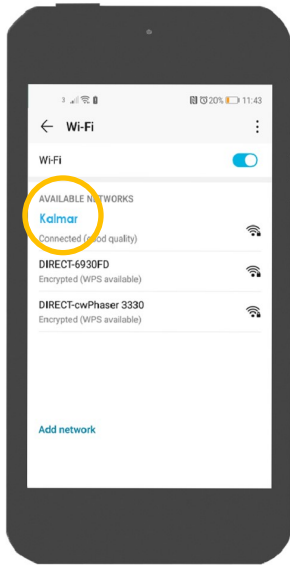 3
20% 11:43
← Wi-Fi
Wi-Fi
AVAILABLE NETWORKS
Kalmar
Connected (good quality)
DIRECT-6930FD
Encrypted (WPS available)
DIRECT-cwPhaser 3330
Encrypted (WPS available)
Add network